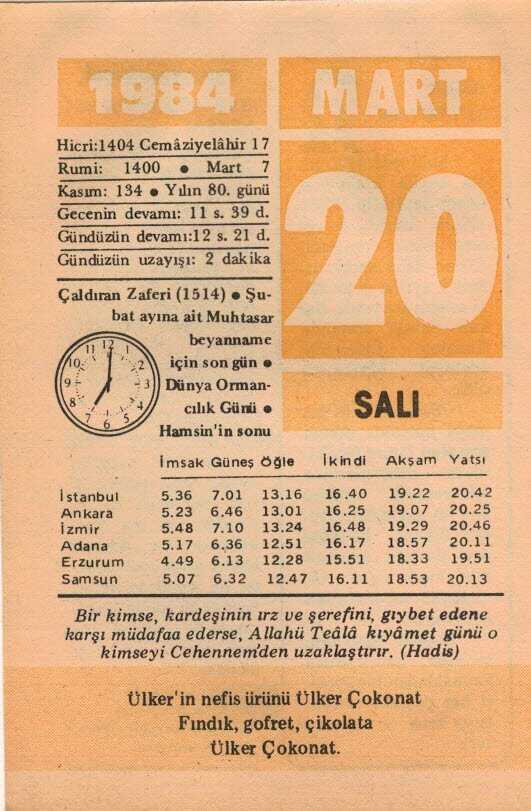 1984
MART
Hicri:1404 Cemâziyelâhir 17
Rumi: 1400 ● Mart 7
Kasım: 134 ● Yılın 80. günü
Gecenin devamı: 11 s. 39 d.
Gündüzün devamı:12 s. 21 d.
Gündüzün uzayışı: 2 dakika
20
SALI
Çaldıran Zaferi (1514) ● Şu-
bat ayına ait Muhtasar
beyanname
için son gün ●
Dünya Orman-
cılık Günü ●
Hamsin'in sonu
12 1 2 3 4 5 6 7 8 9 10 11
İmsak Güneş Öğle İkindi Akşam Yatsı
İstanbul 5.36 7.01 13.16 16.40 19.22 20.42
Ankara 5.23 6.46 13.01 16.25 19.07 20.25
İzmir 5.48 7.10 13.24 16.48 19.29 20.46
Adana 5.17 6.36 12.51 16.17 18.57 20.11
Erzurum 4.49 6.13 12.28 15.51 18.33 19.51
Samsun 5.07 6.32 12.47 16.11 18.53 20.13
Bir kimse, kardeşinin ırz ve şerefini, gıybet edene
karşı müdafaa ederse, Allahü Teâlâ kıyâmet günü o
kimseyi Cehennem'den uzaklaştırır. (Hadis)
Ülker'in nefis ürünü Ülker Çokonat
Fındık, gofret, çikolata
Ülker Çokonat.